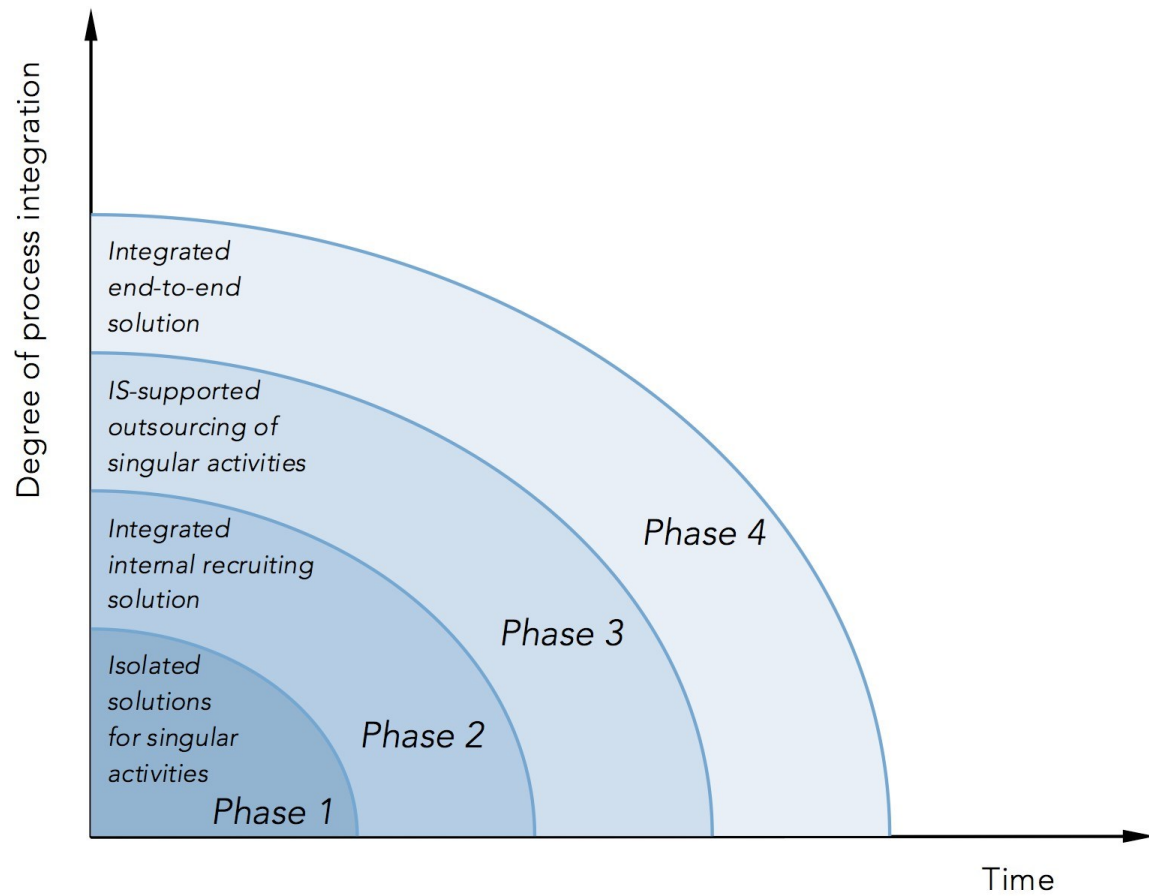 Degree of process integration
Integrated
end-to-end
solution
IS-supported
outsourcing of
singular activities
Integrated
internal recruiting
solution
Isolated
solutions
for singular
activities
Phase 4
Phase 3
Phase 2
Phase 1
Time